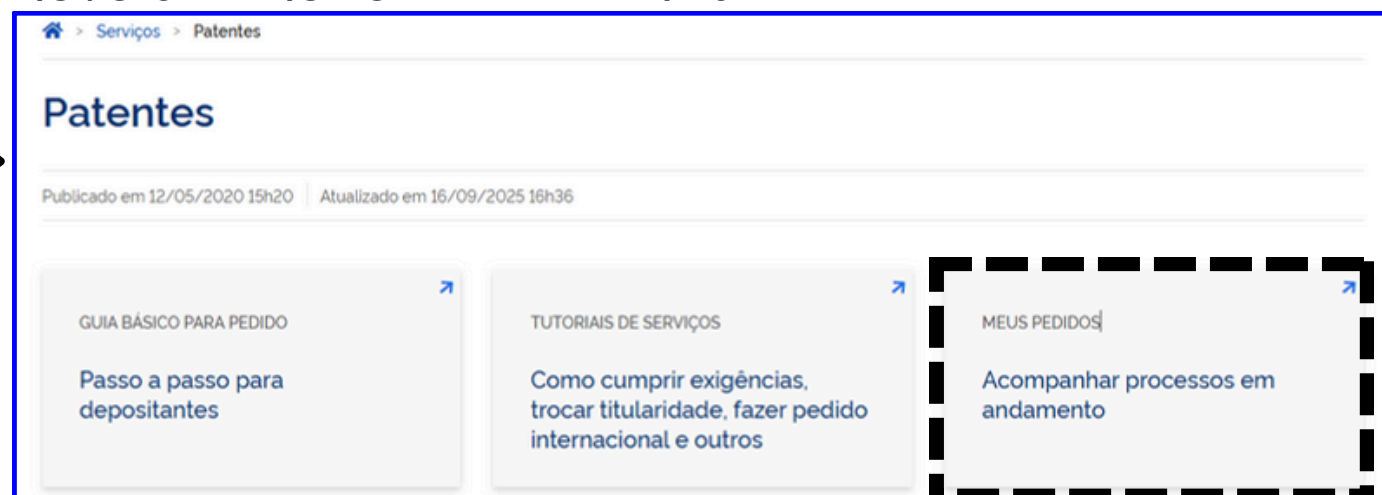 > Serviços > Patentes
Patentes
Publicado em 12/05/2020 15h20 | Atualizado em 16/09/2025 16h36
GUIA BÁSICO PARA PEDIDO
Passo a passo para
depositantes
TUTORIAIS DE SERVIÇOS
Como cumprir exigências,
trocar titularidade, fazer pedido
internacional e outros
MEUS PEDIDOS
Acompanhar processos em
andamento